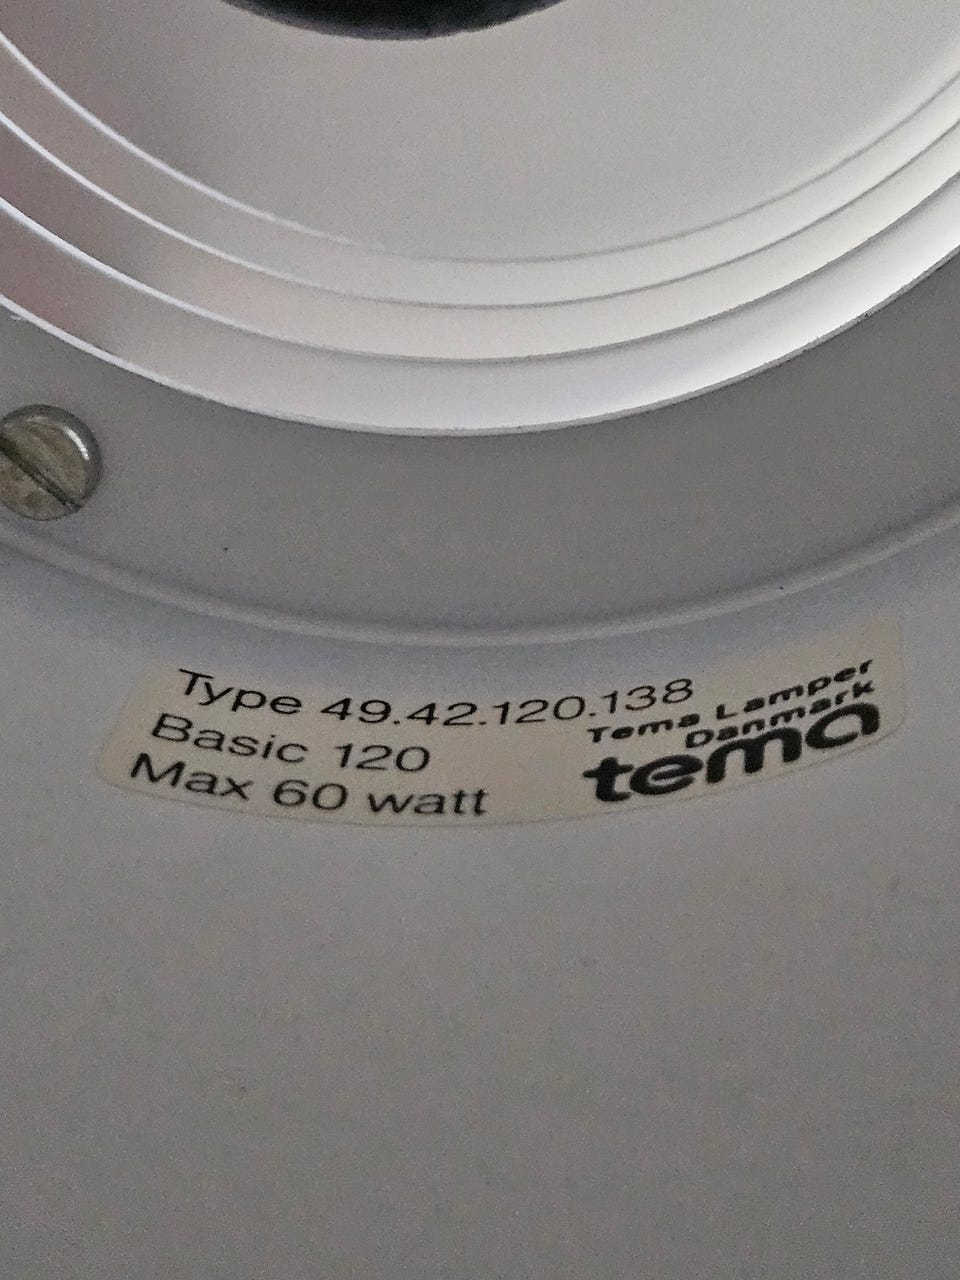 Type 49.42.120.138
Basic 120
Max 60 watt
Tema Lamper
Danmark
tema